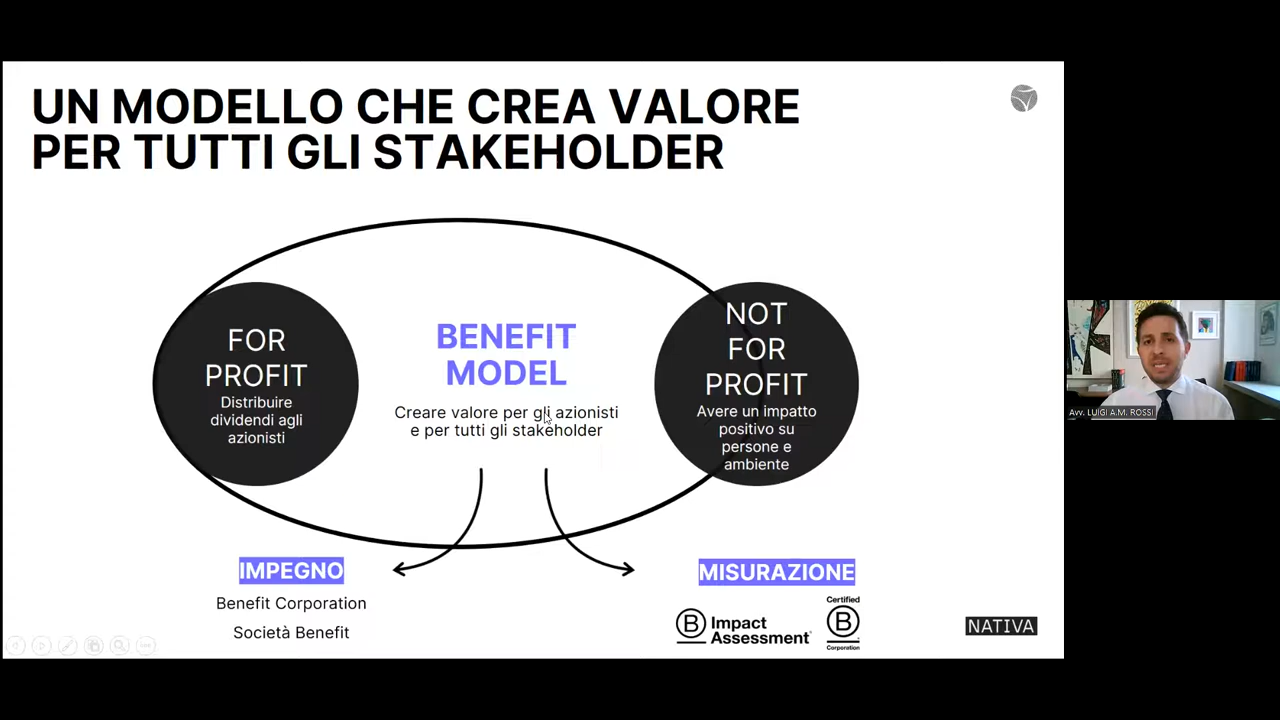 UN MODELLO CHE CREA VALORE
PER TUTTI GLI STAKEHOLDER
FOR
PROFIT
Distribuire
dividendi agli
azionisti
BENEFIT
MODEL
Creare valore per gli azionisti
e per tutti gli stakeholder
NOT
FOR
PROFIT
Avere un impatto
positivo su
persone e
ambiente
IMPEGNO
Benefit Corporation
Società Benefit
MISURAZIONE
B Impact
Assessment
Certified
B
Corporation
NATIVA
Avv. LUIGI A.M. ROSSI